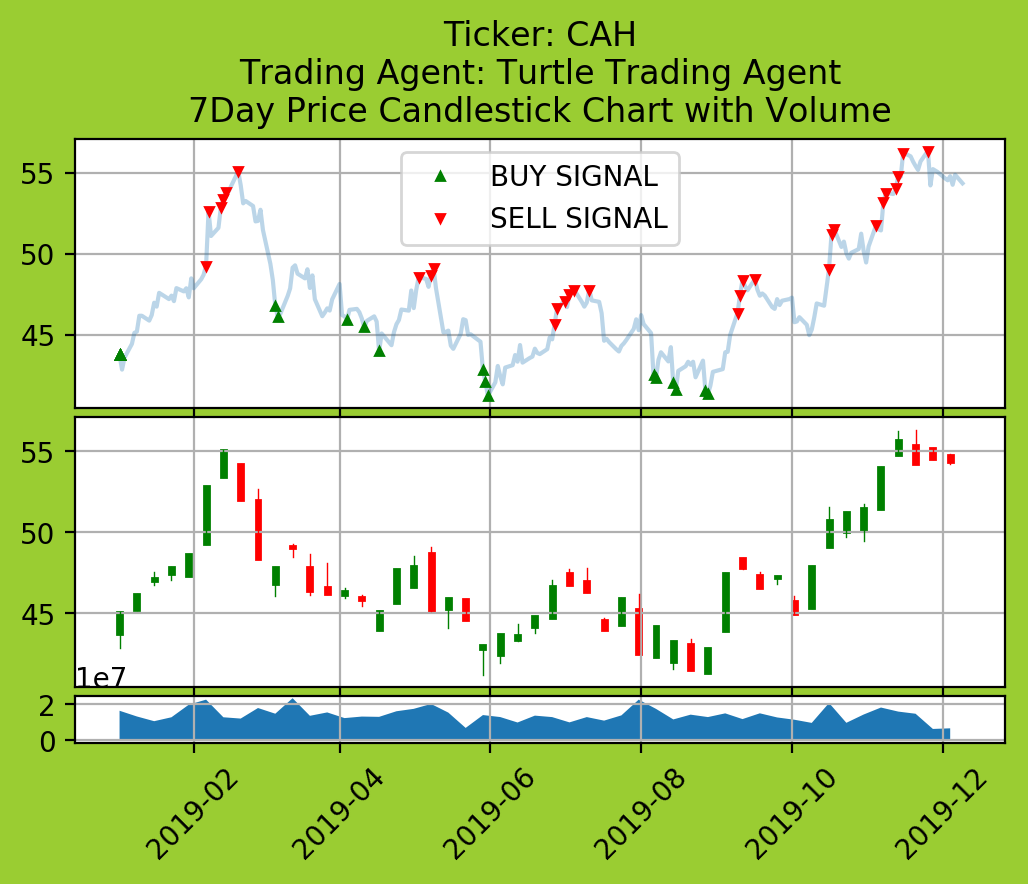 Ticker: CAH
Trading Agent: Turtle Trading Agent
7Day Price Candlestick Chart with Volume
BUY SIGNAL
SELL SIGNAL
55
50
45
55
50
45
1e7
2
0
2019-02
2019-04
2019-06
2019-08
2019-10
2019-12